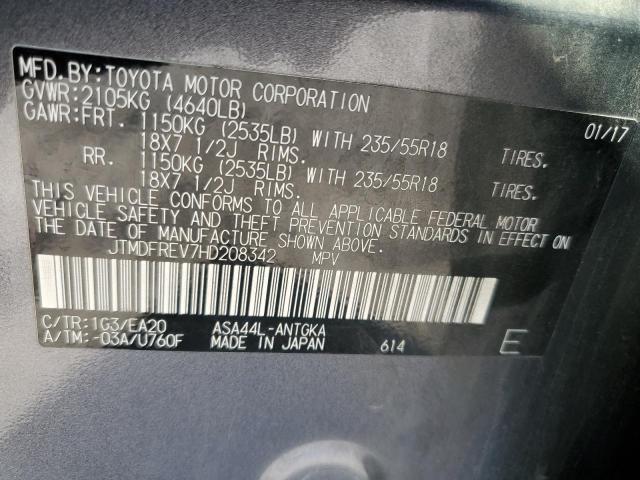 MFD. BY: TOYOTA MOTOR CORPORATION 01/17
GVWR: 2105KG (4640LB)
GAWR: FRT. 1150KG (2535LB) WITH 235/55R18 TIRES.
18X7 1/2J RIMS.
RR. 1150KG (2535LB) WITH 235/55R18 TIRES.
18X7 1/2J RIMS.
THIS VEHICLE CONFORMS TO ALL APPLICABLE FEDERAL MOTOR
VEHICLE SAFETY AND THEFT PREVENTION STANDARDS IN EFFECT ON
THE DATE OF MANUFACTURE SHOWN ABOVE.
JTMDFREV7HD208342 MPV
C/TR: 1G3/EA20 ASA44L-ANTGKA
A/TM: -03A/U760F MADE IN JAPAN 614 E